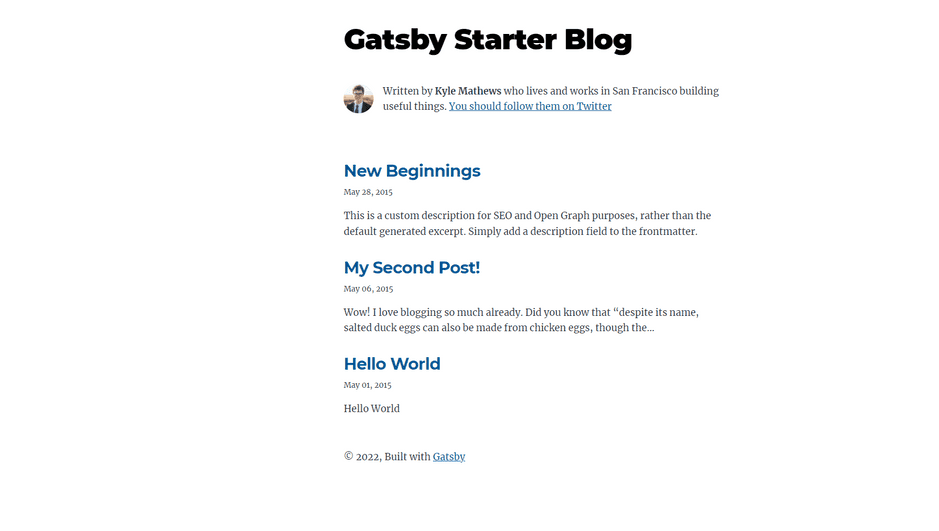 Gatsby Starter Blog
Written by Kyle Mathews who lives and works in San Francisco building
useful things. You should follow them on Twitter
New Beginnings
May 28, 2015
This is a custom description for SEO and Open Graph purposes, rather than the
default generated excerpt. Simply add a description field to the frontmatter.
My Second Post!
May 06, 2015
Wow! I love blogging so much already. Did you know that “despite its name,
salted duck eggs can also be made from chicken eggs, though the…
Hello World
May 01, 2015
Hello World
© 2022, Built with Gatsby